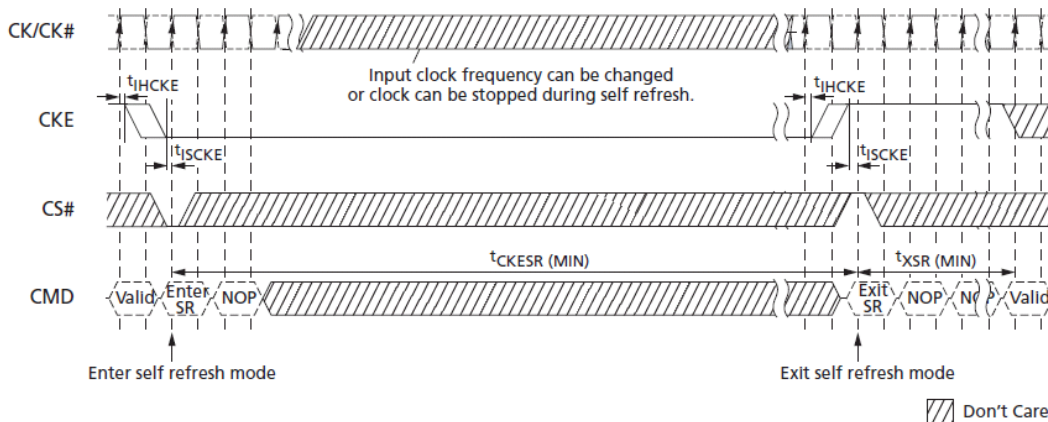 CK/CK#
Input clock frequency can be changed
or clock can be stopped during self refresh.
tIHCKE
tIHCKE
CKE
tISCKE
tISCKE
CS#
tCKESR (MIN)
tXSR (MIN)
CMD
Valid
Enter
SR
NOP
Exit
SR
NOP
NOP
Valid
Enter self refresh mode
Exit self refresh mode
Don't Care